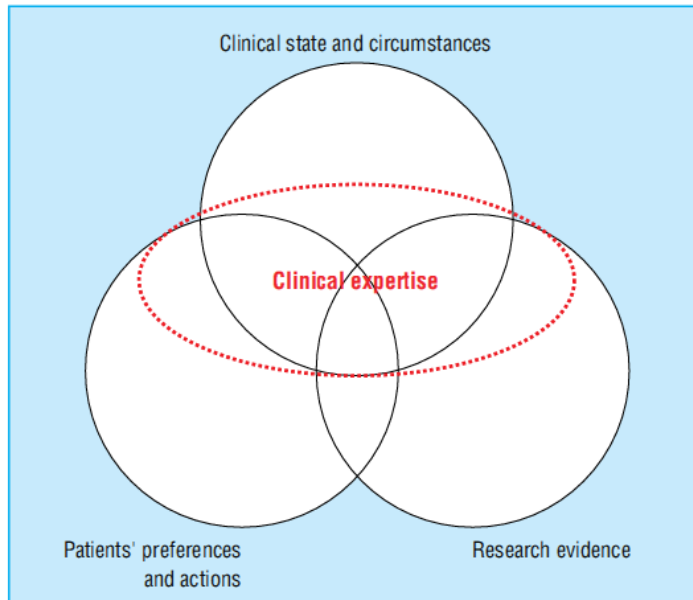 Clinical state and circumstances
Clinical expertise
Patients' preferences
and actions
Research evidence